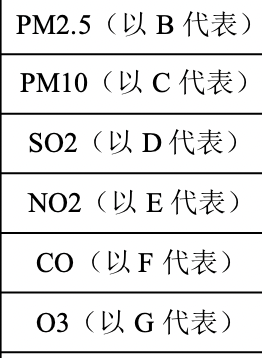 PM2.5（以 B 代表）
PM10（以 C 代表）
SO2（以 D 代表）
NO2（以 E 代表）
CO（以 F 代表）
O3（以 G 代表）